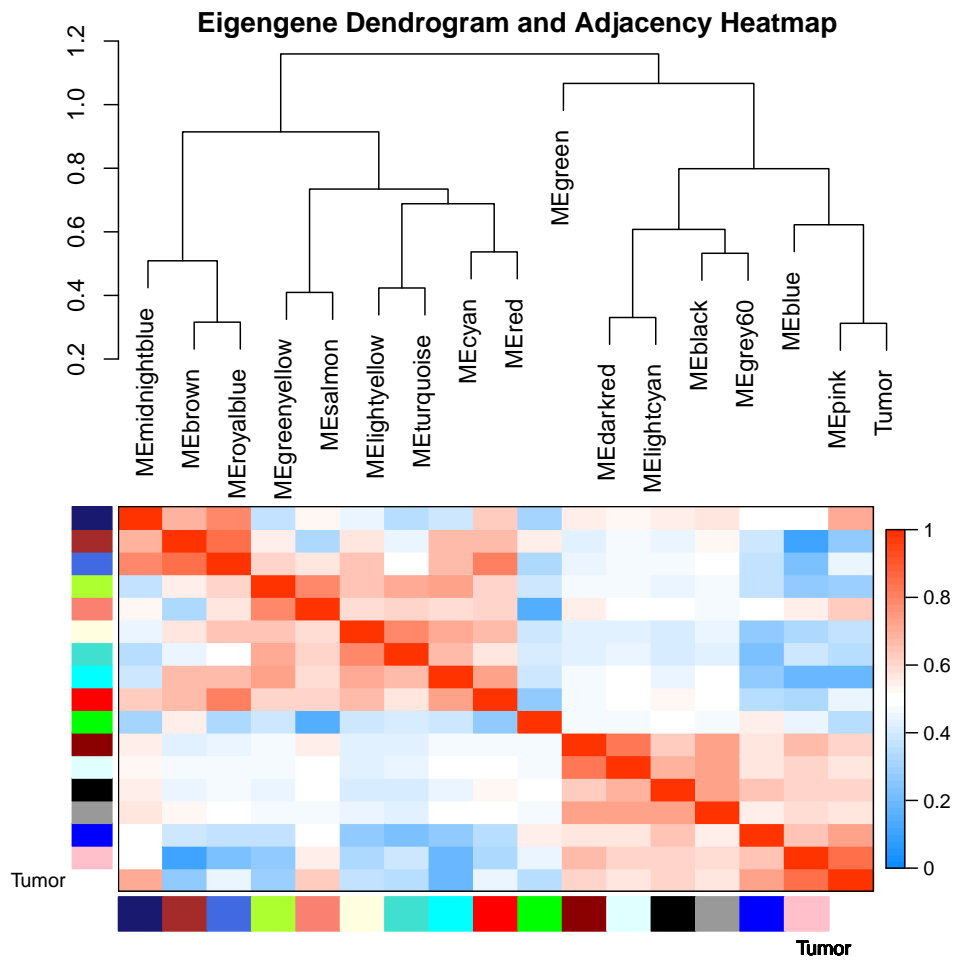 Eigengene Dendrogram and Adjacency Heatmap
1.2
1.0
0.8
0.6
0.4
0.2
MEmidnightblue
MEbrown
MEroyalblue
MEgreenyellow
MEsalmon
MElightyellow
MEturquoise
MEcyan
MEred
MEgreen
MEdarkred
MElightcyan
MEblack
MEgrey60
MEblue
MEpink
Tumor
1
0.8
0.6
0.4
0.2
0
Tumor
Tumor